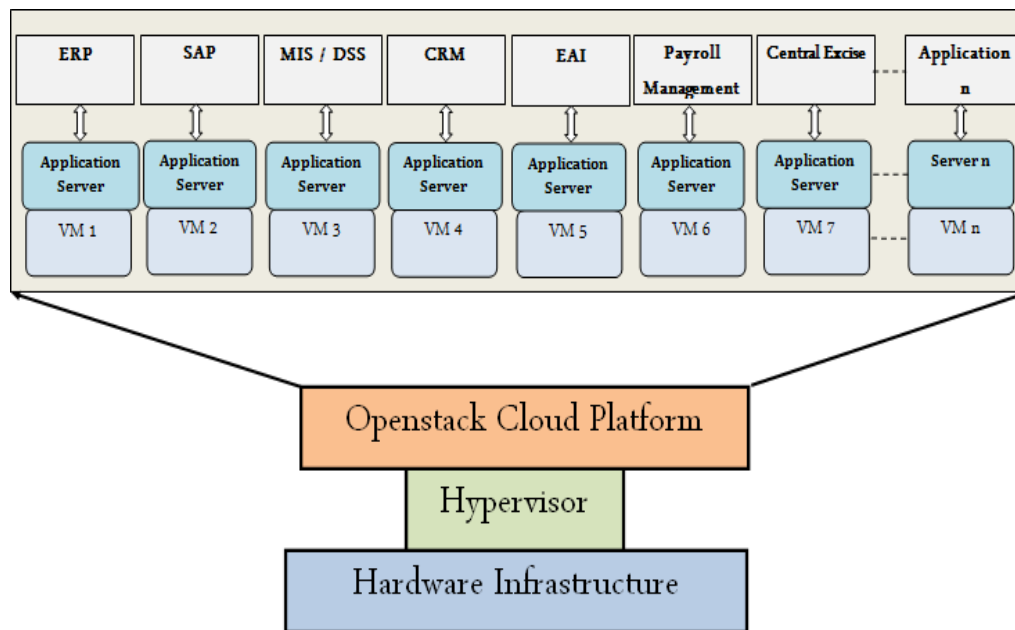 ERP SAP MIS / DSS CRM EAI Payroll Central Excise Application
Management n
Application Application Application Application Application Application Application Server n
Server Server Server Server Server Server Server
VM 1 VM 2 VM 3 VM 4 VM 5 VM 6 VM 7 VM n
Openstack Cloud Platform
Hypervisor
Hardware Infrastructure